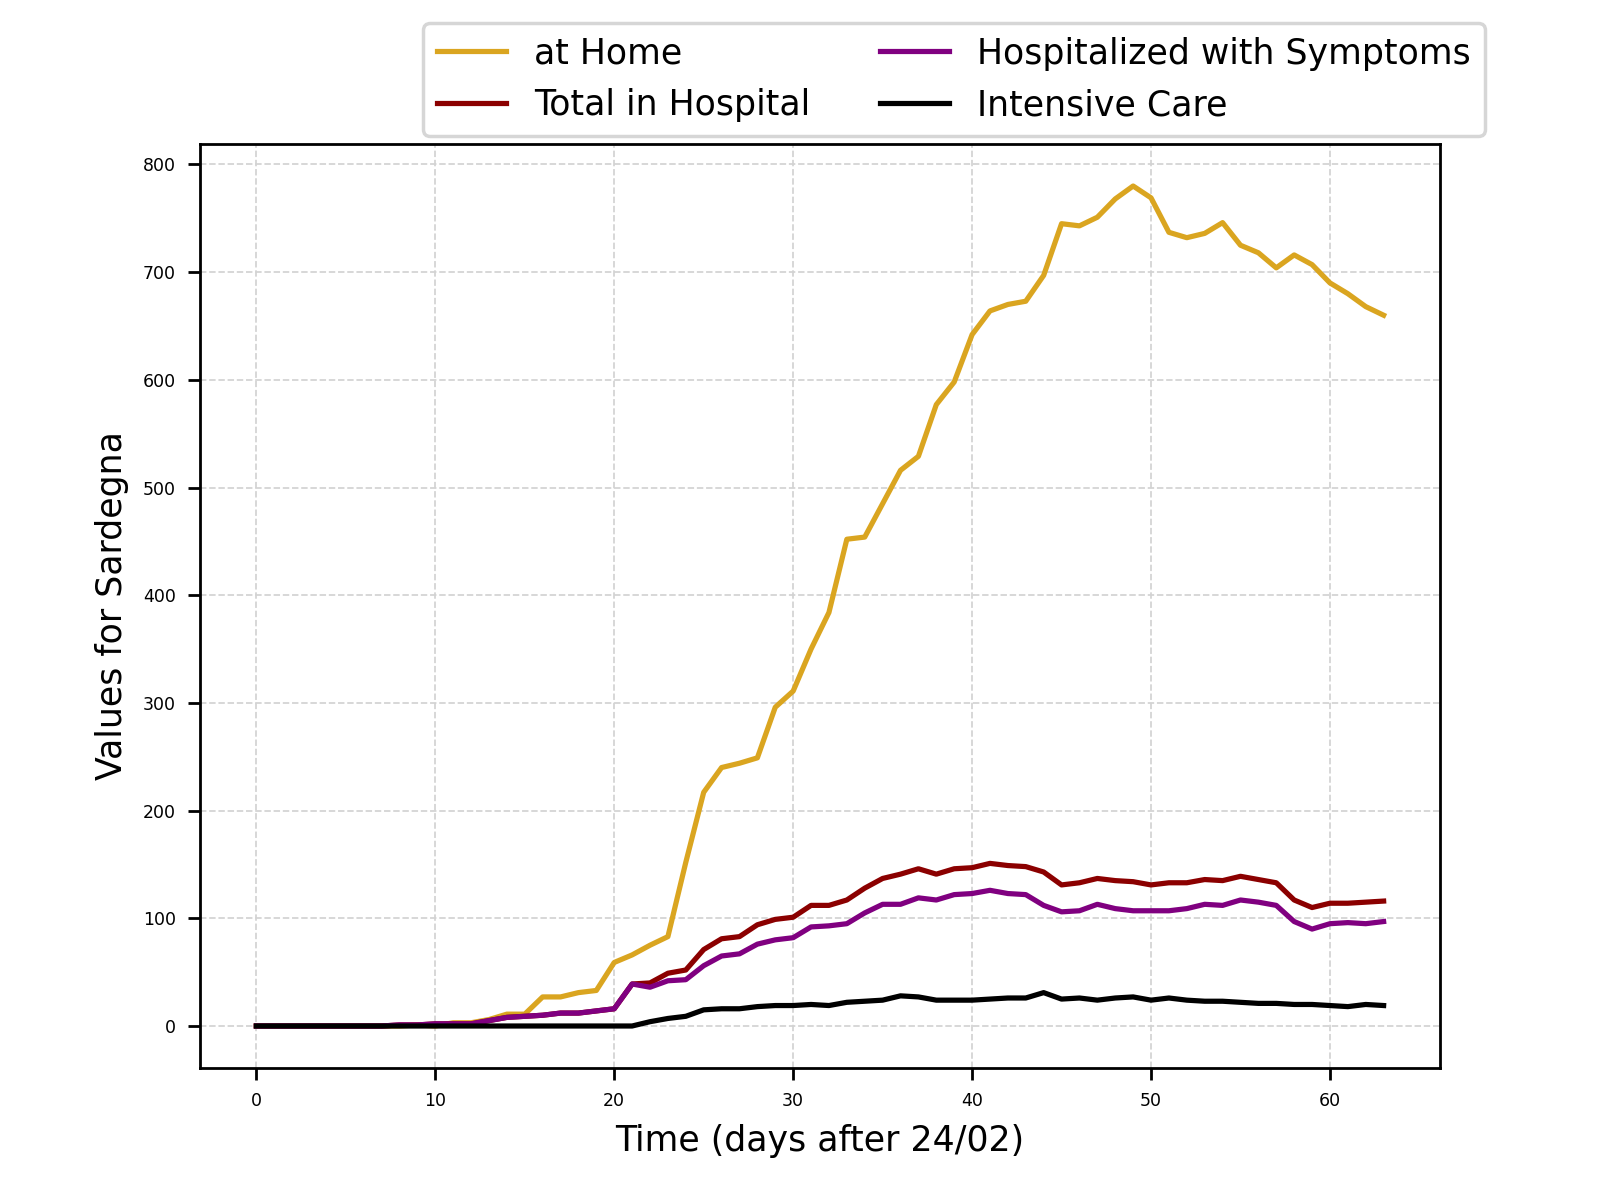 at Home
Total in Hospital
Hospitalized with Symptoms
Intensive Care
800
700
600
500
400
300
200
100
0
Values for Sardegna
0 10 20 30 40 50 60
Time (days after 24/02)